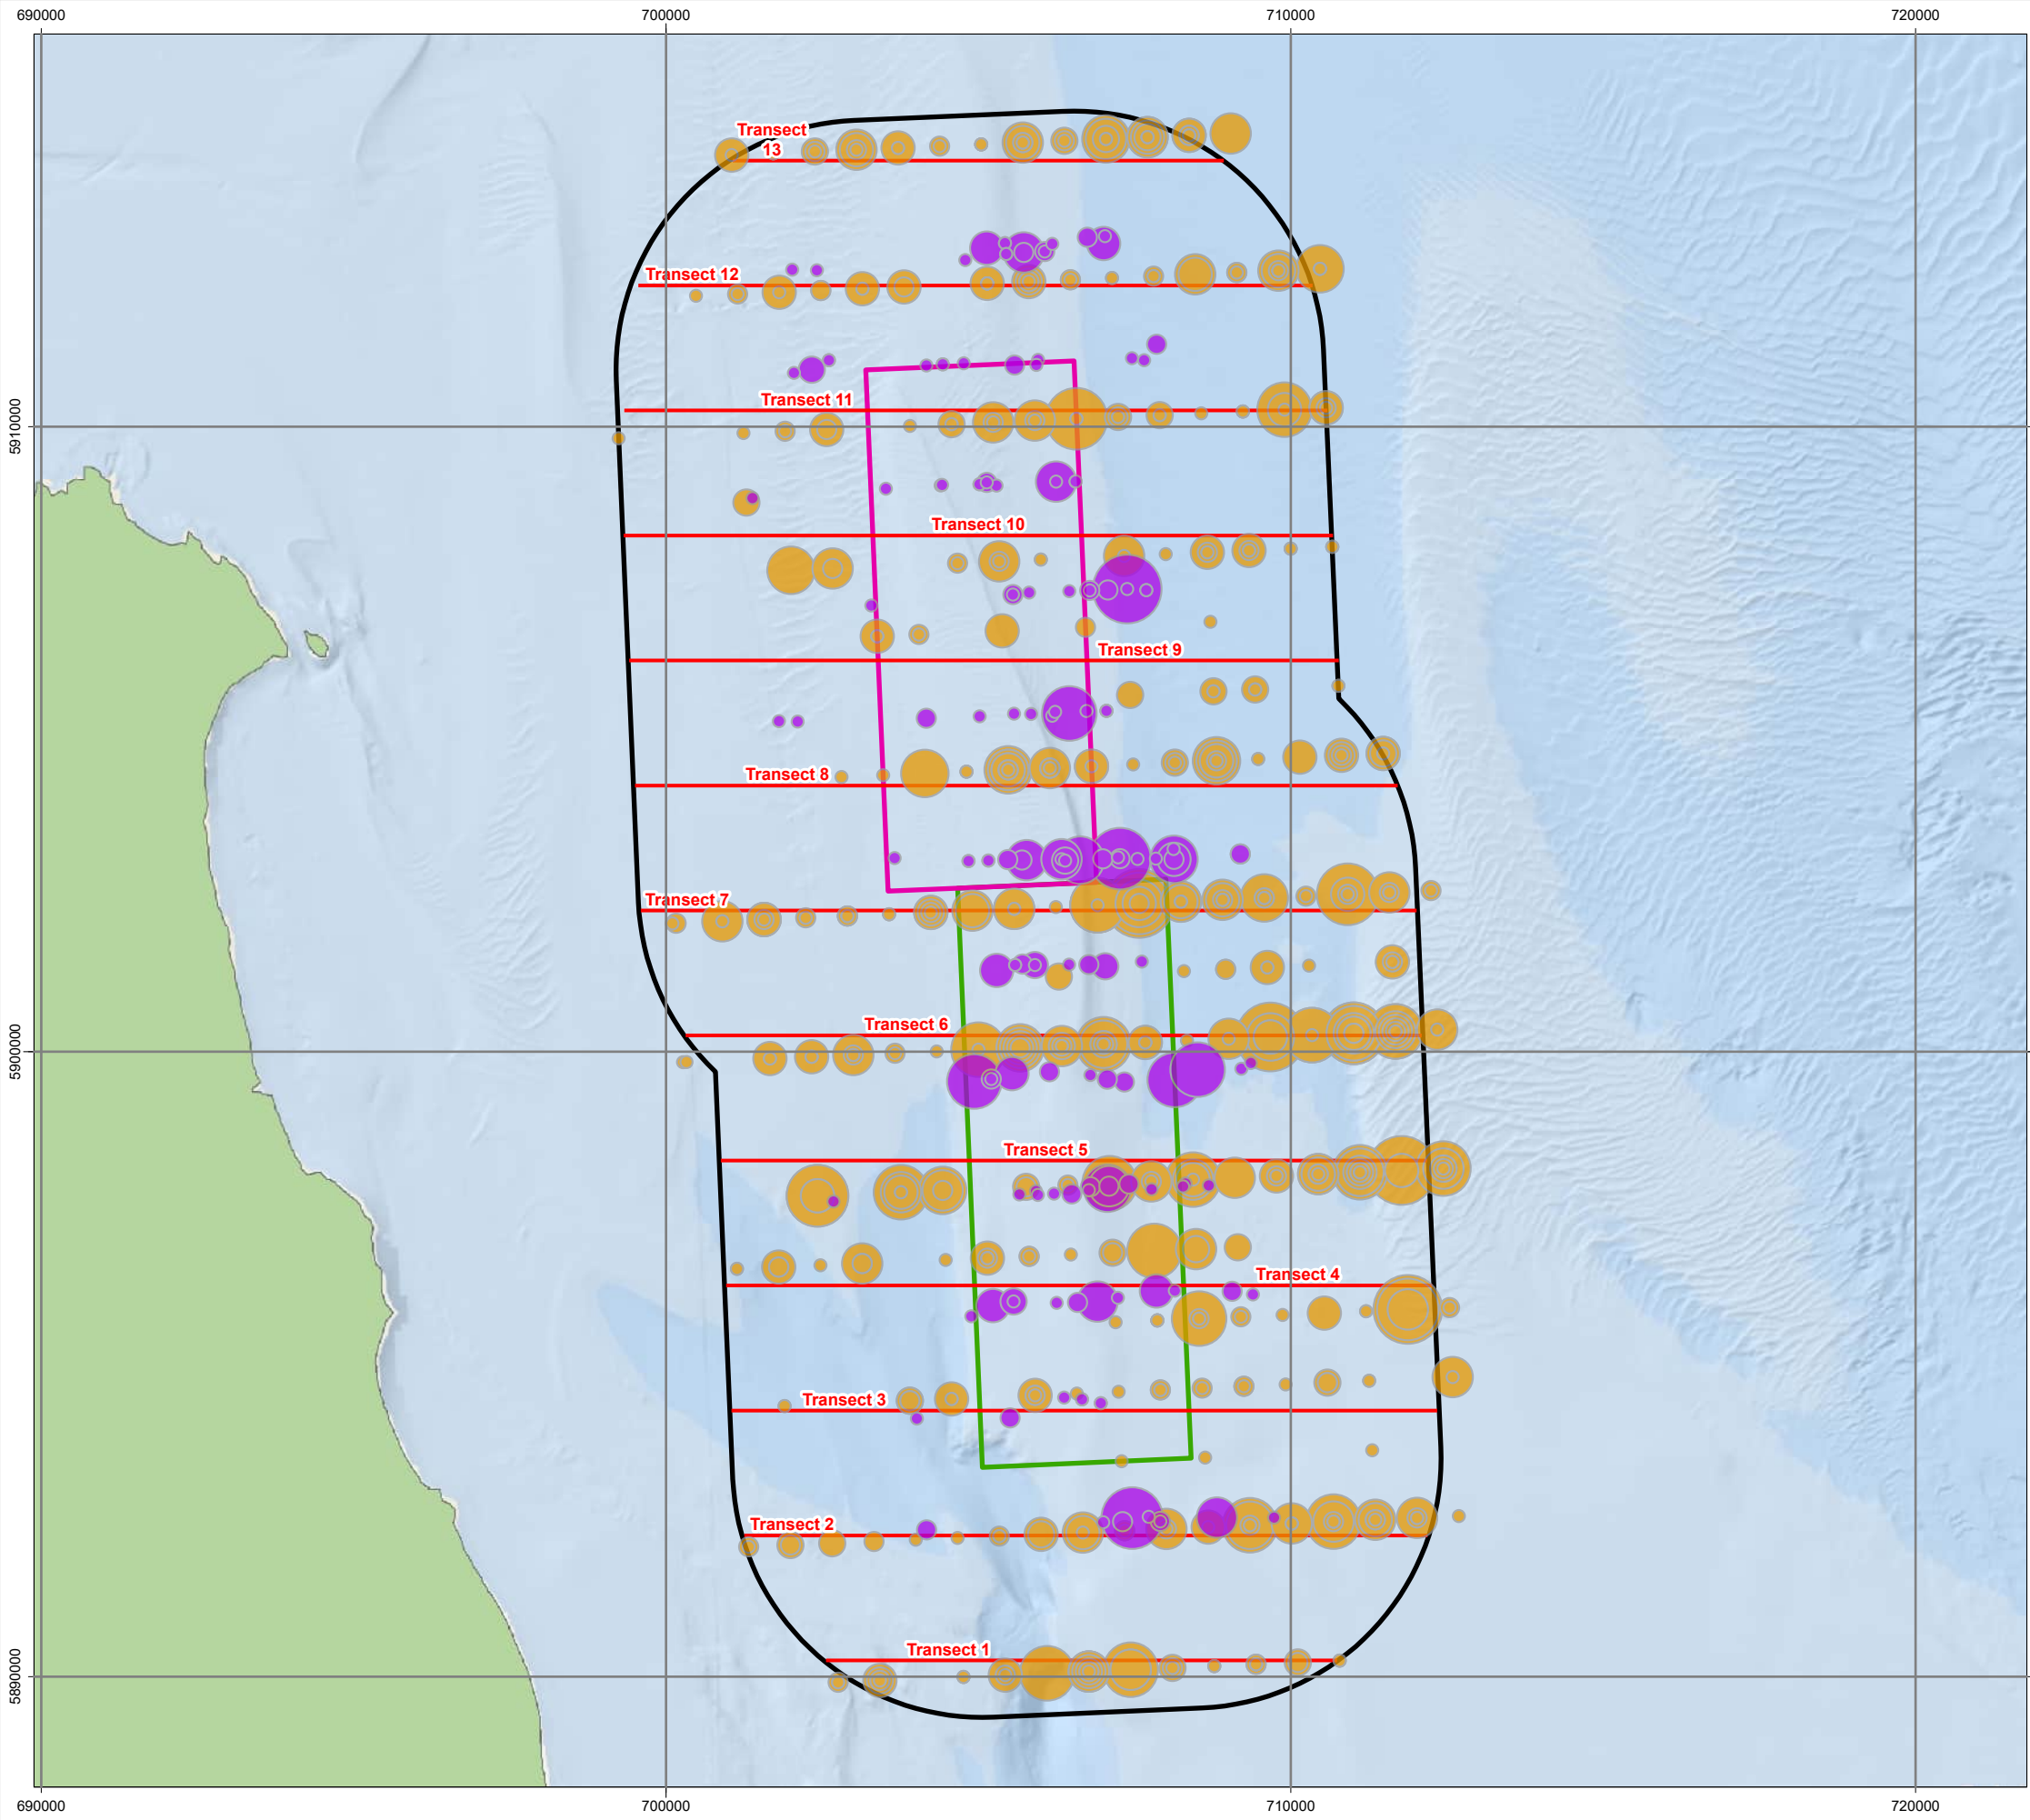 690000
700000
710000
720000
Transect
13
Transect 12
Transect 11
5910000
Transect 10
Transect 9
Transect 8
Transect 7
Transect 6
5900000
Transect 5
Transect 4
Transect 3
Transect 2
Transect 1
5890000
690000
700000
710000
720000